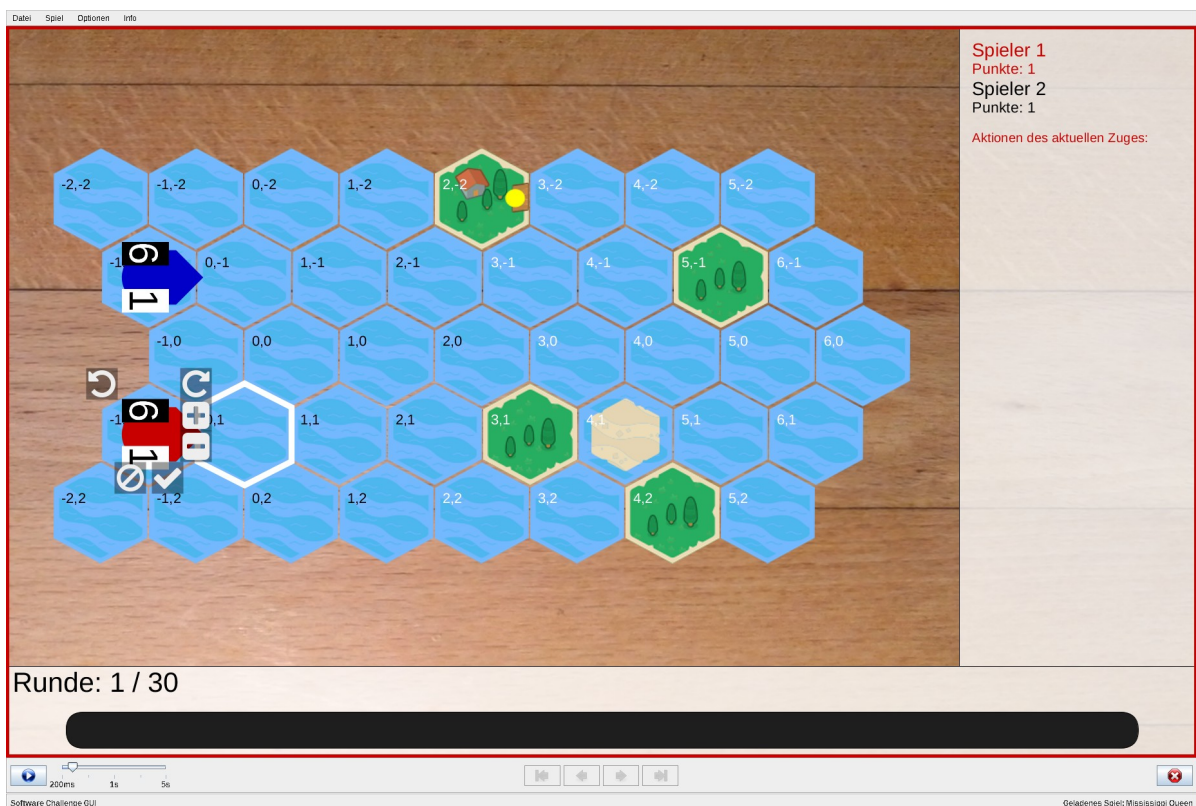 Datei Spiel Optionen Info
Spieler 1
Punkte: 1
Spieler 2
Punkte: 1
Aktionen des aktuellen Zuges:
-2,-2 -1,-2 0,-2 1,-2 2,-2 3,-2 4,-2 5,-2
6 1 0,-1 1,-1 2,-1 3,-1 4,-1 5,-1 6,-1
-1,0 0,0 1,0 2,0 3,0 4,0 5,0 6,0
6 1 1,1 2,1 3,1 4,1 5,1 6,1
-2,2 -1,2 0,2 1,2 2,2 3,2 4,2 5,2
Runde: 1 / 30
200ms 1s 5s
Software Challenge GUI
Geladenes Spiel: Mississippi Queen